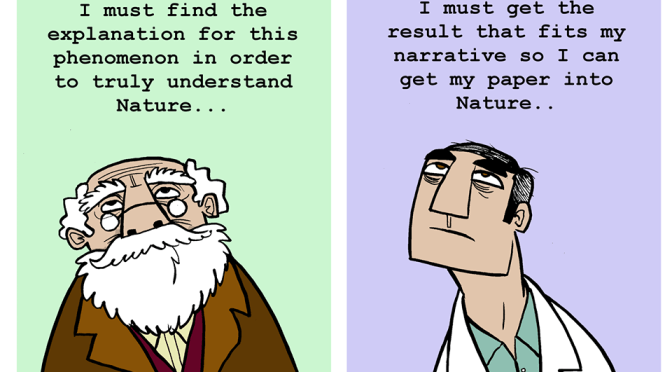 I must find the
explanation for this
phenomenon in order
to truly understand
Nature...
I must get the
result that fits my
narrative so I can
get my paper into
Nature..